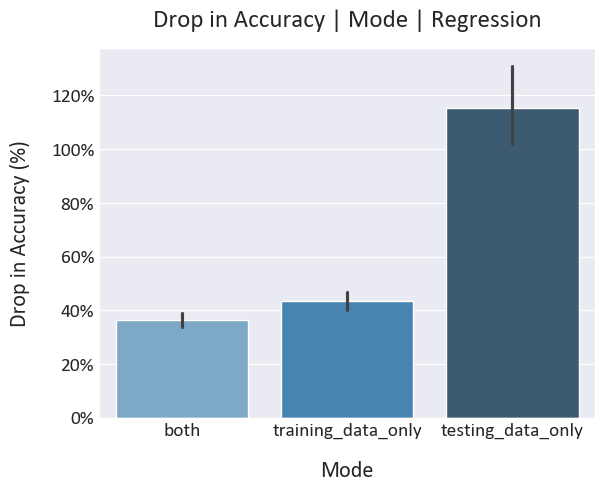 Drop in Accuracy | Mode | Regression
Drop in Accuracy (%)
120%
100%
80%
60%
40%
20%
0%
both
training_data_only
testing_data_only
Mode